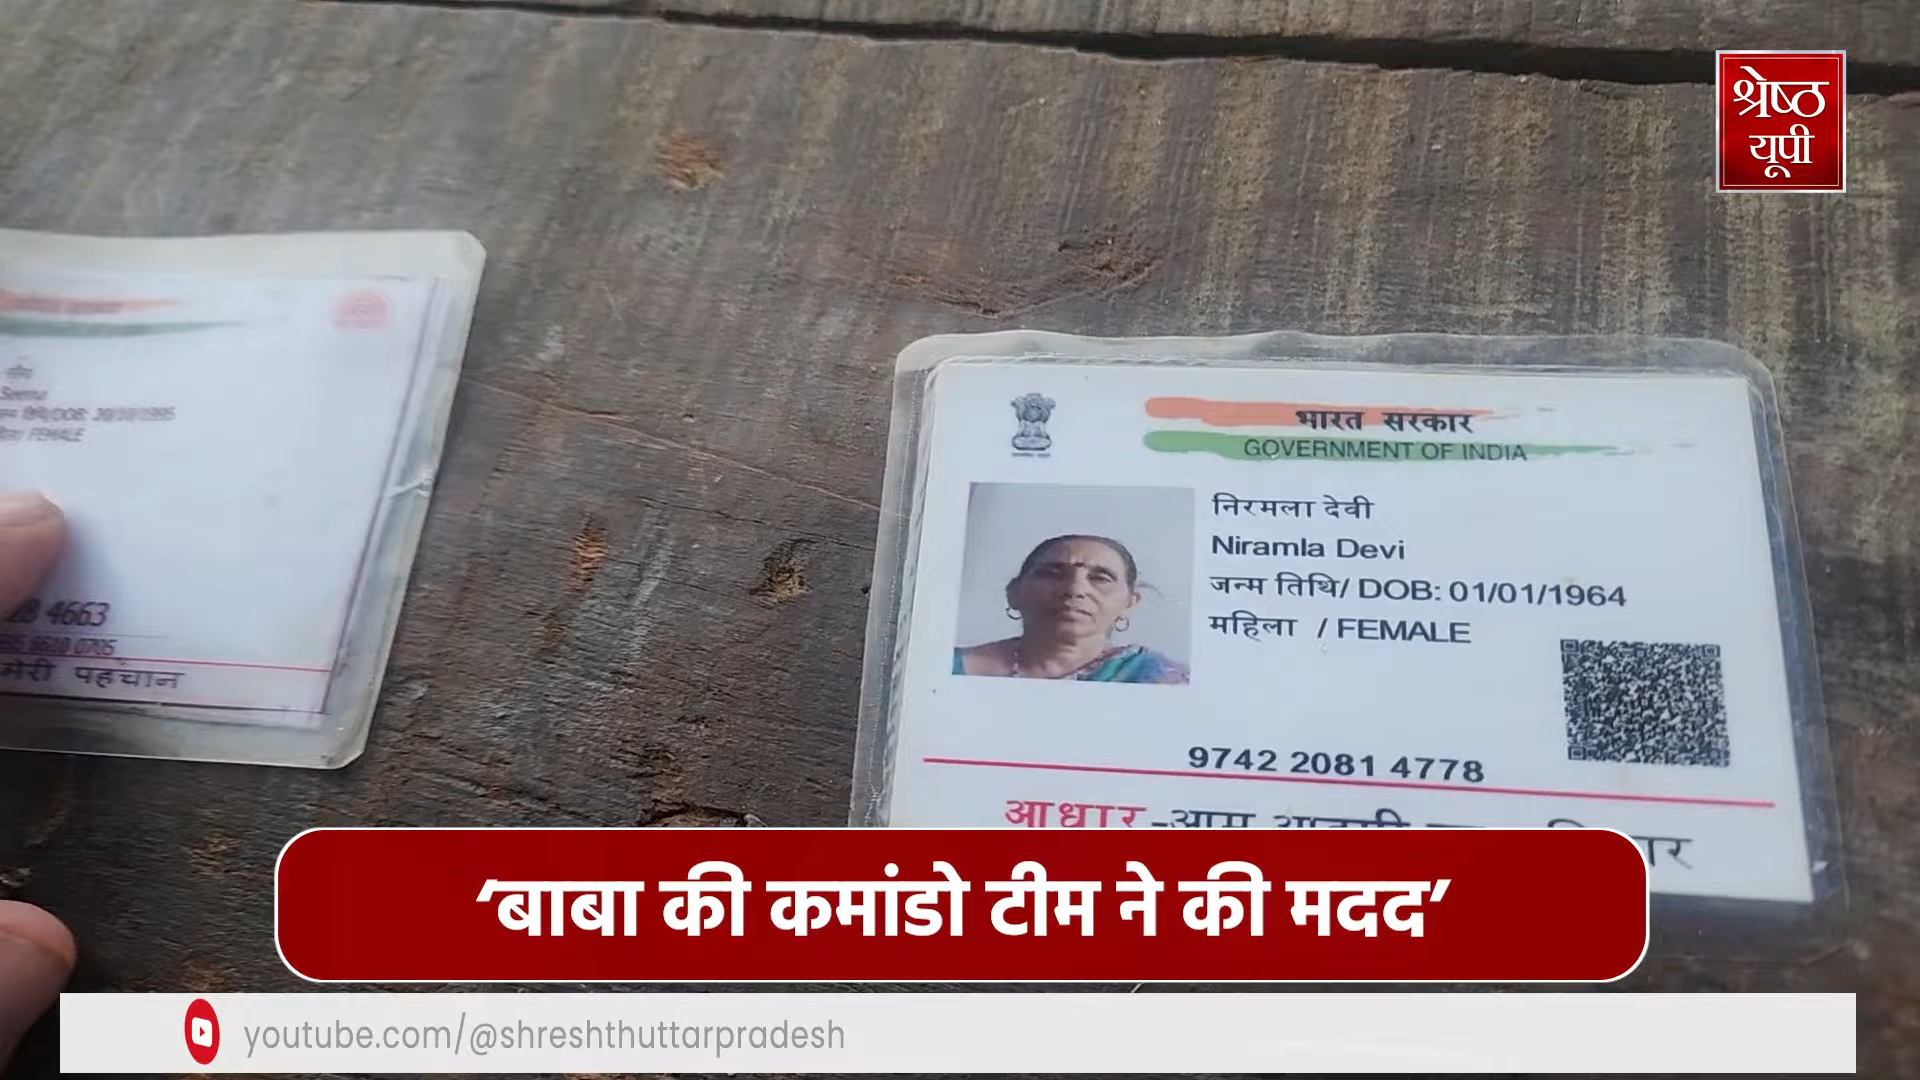 श्रेष्ठ
यूपी
Seema
FEMALE
4663
मेरी पहचान
भारत सरकार
GOVERNMENT OF INDIA
निरमला देवी
Niramla Devi
जन्म तिथि/ DOB: 01/01/1964
महिला / FEMALE
9742 2081 4778
आधार-आम
‘बाबा की कमांडो टीम ने की मदद’
youtube.com/@shreshthuttarpradesh